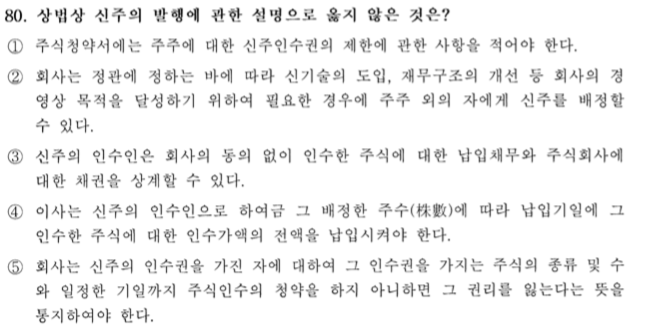 80. 상법상 신주의 발행에 관한 설명으로 옳지 않은 것은?
① 주식청약서에는 주주에 대한 신주인수권의 제한에 관한 사항을 적어야 한다.
② 회사는 정관에 정하는 바에 따라 신기술의 도입, 재무구조의 개선 등 회사의 경
영상 목적을 달성하기 위하여 필요한 경우에 주주 외의 자에게 신주를 배정할
수 있다.
③ 신주의 인수인은 회사의 동의 없이 인수한 주식에 대한 납입채무와 주식회사에
대한 채권을 상계할 수 있다.
④ 이사는 신주의 인수인으로 하여금 그 배정한 주수(株數)에 따라 납입기일에 그
인수한 주식에 대한 인수가액의 전액을 납입시켜야 한다.
⑤ 회사는 신주의 인수권을 가진 자에 대하여 그 인수권을 가지는 주식의 종류 및 수
와 일정한 기일까지 주식인수의 청약을 하지 아니하면 그 권리를 잃는다는 뜻을
통지하여야 한다.